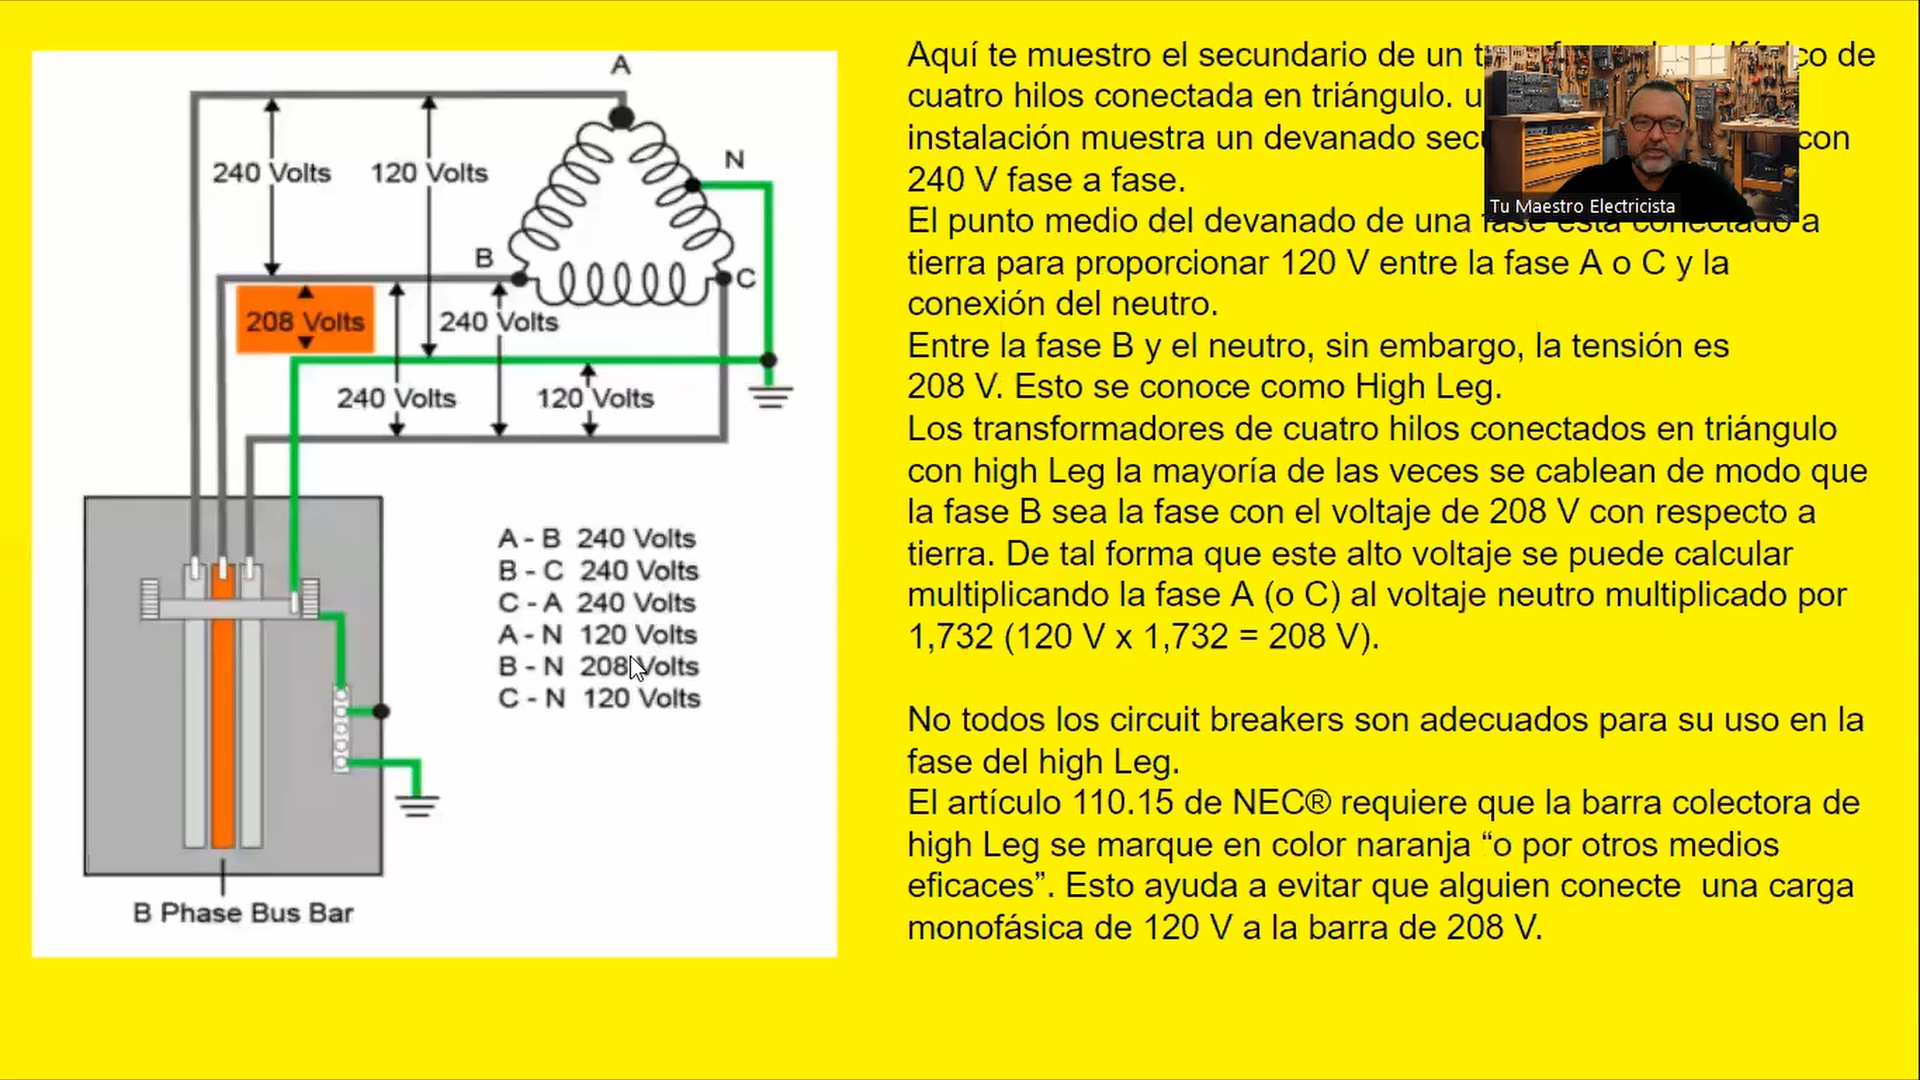 A
N
240 Volts 120 Volts
B
C
208 Volts
240 Volts
240 Volts
120 Volts
A - B 240 Volts
B - C 240 Volts
C - A 240 Volts
A - N 120 Volts
B - N 208 Volts
C - N 120 Volts
B Phase Bus Bar
Aquí te muestro el secundario de un de
cuatro hilos conectada en triángulo.
instalación muestra un devanado con
240 V fase a fase.
El punto medio del devanado de una fase está conectado a
tierra para proporcionar 120 V entre la fase A o C y la
conexión del neutro.
Entre la fase B y el neutro, sin embargo, la tensión es
208 V. Esto se conoce como High Leg.
Los transformadores de cuatro hilos conectados en triángulo
con high Leg la mayoría de las veces se cablean de modo que
la fase B sea la fase con el voltaje de 208 V con respecto a
tierra. De tal forma que este alto voltaje se puede calcular
multiplicando la fase A (o C) al voltaje neutro multiplicado por
1,732 (120 V x 1,732 = 208 V).
No todos los circuit breakers son adecuados para su uso en la
fase del high Leg.
El artículo 110.15 de NEC® requiere que la barra colectora de
high Leg se marque en color naranja “o por otros medios
eficaces”. Esto ayuda a evitar que alguien conecte una carga
monofásica de 120 V a la barra de 208 V.
Tu Maestro Electricista